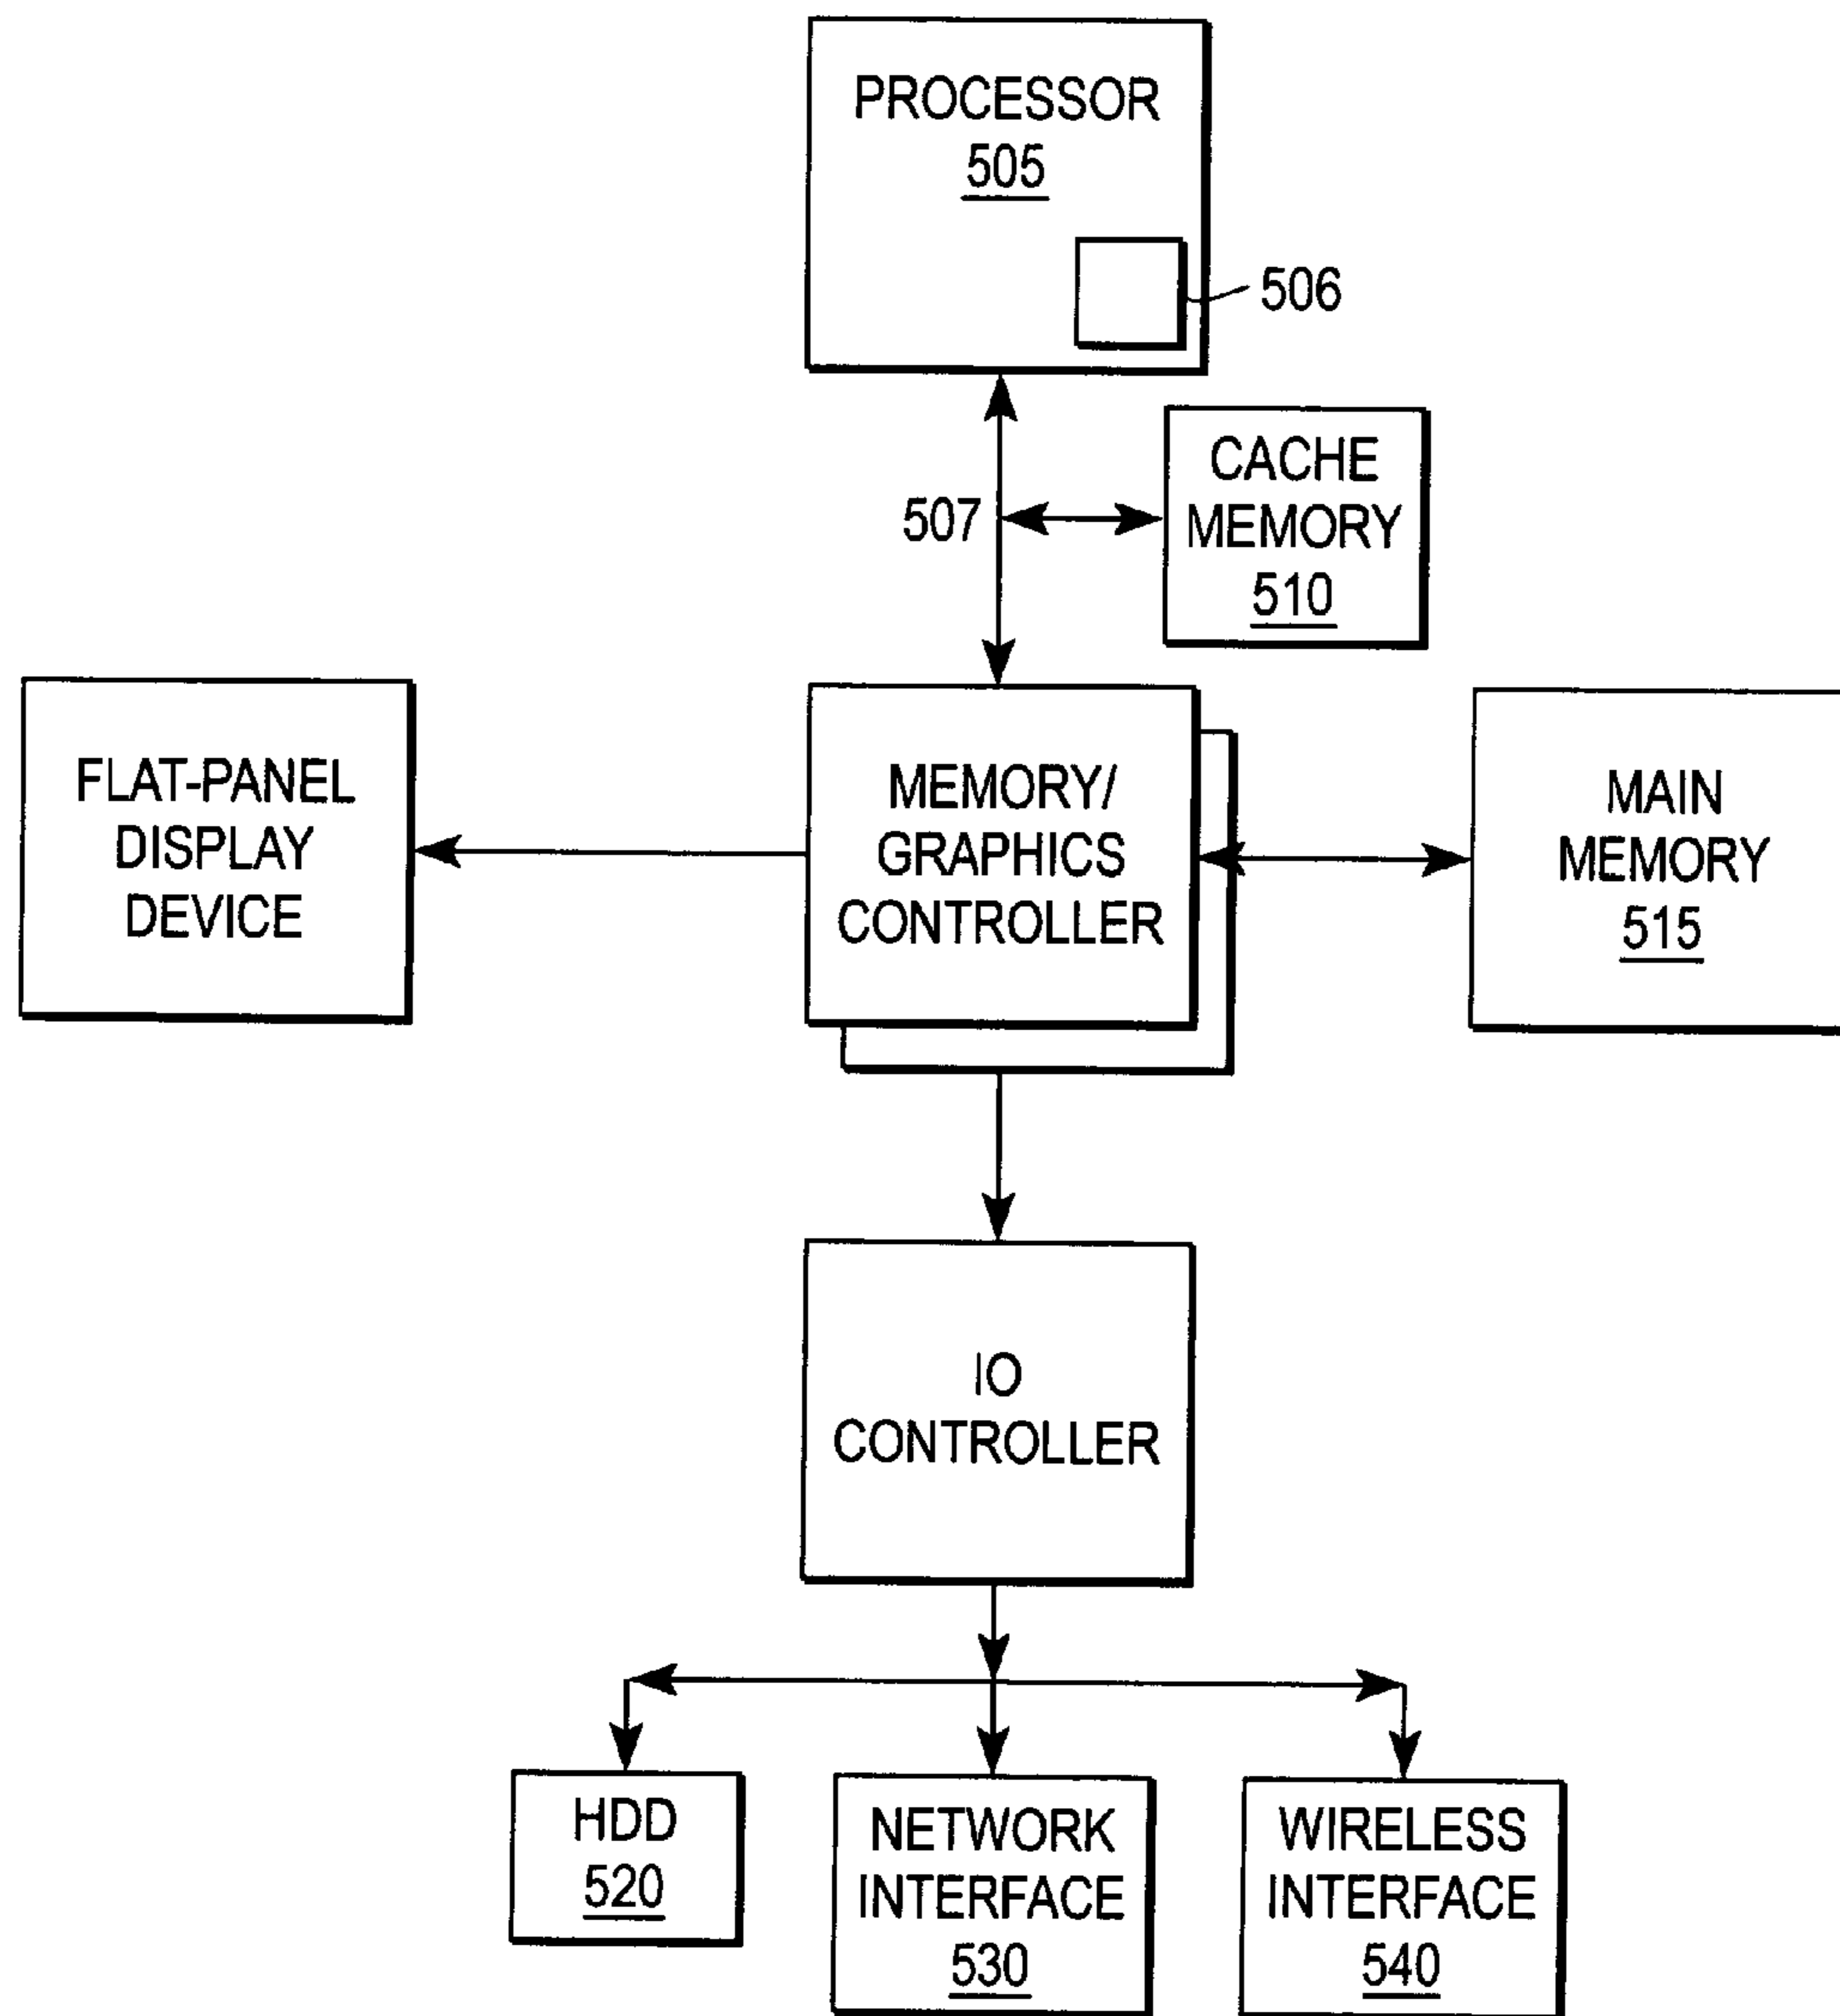 PROCESSOR
505
506
507
CACHE
MEMORY
510
FLAT-PANEL
DISPLAY
DEVICE
MEMORY/
GRAPHICS
CONTROLLER
MAIN
MEMORY
515
IO
CONTROLLER
HDD
520
NETWORK
INTERFACE
530
WIRELESS
INTERFACE
540